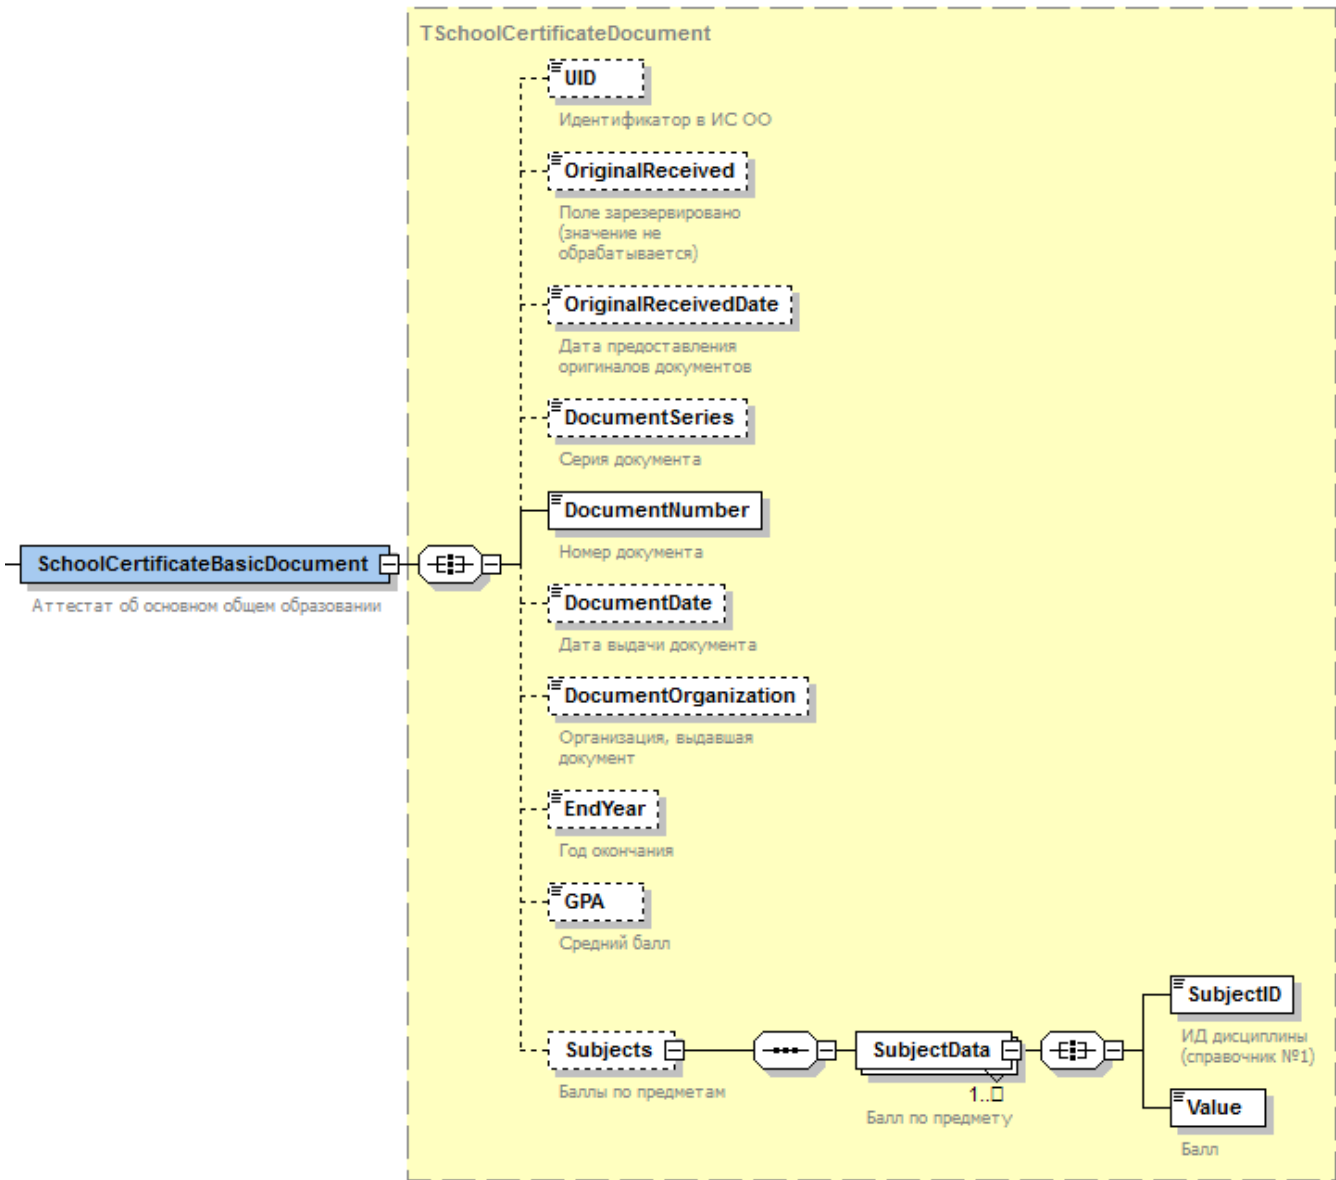 TSchoolCertificateDocument
UID
Идентификатор в ИС ОО
OriginalReceived
Поле зарезервировано
(значение не
обрабатывается)
OriginalReceivedDate
Дата предоставления
оригиналов документов
DocumentSeries
Серия документа
DocumentNumber
Номер документа
SchoolCertificateBasicDocument
Аттестат об основном общем образовании
DocumentDate
Дата выдачи документа
DocumentOrganization
Организация, выдавшая
документ
EndYear
Год окончания
GPA
Средний балл
Subjects
Баллы по предметам
SubjectData
1..□
Балл по предмету
SubjectID
ИД дисциплины
(справочник №1)
Value
Балл